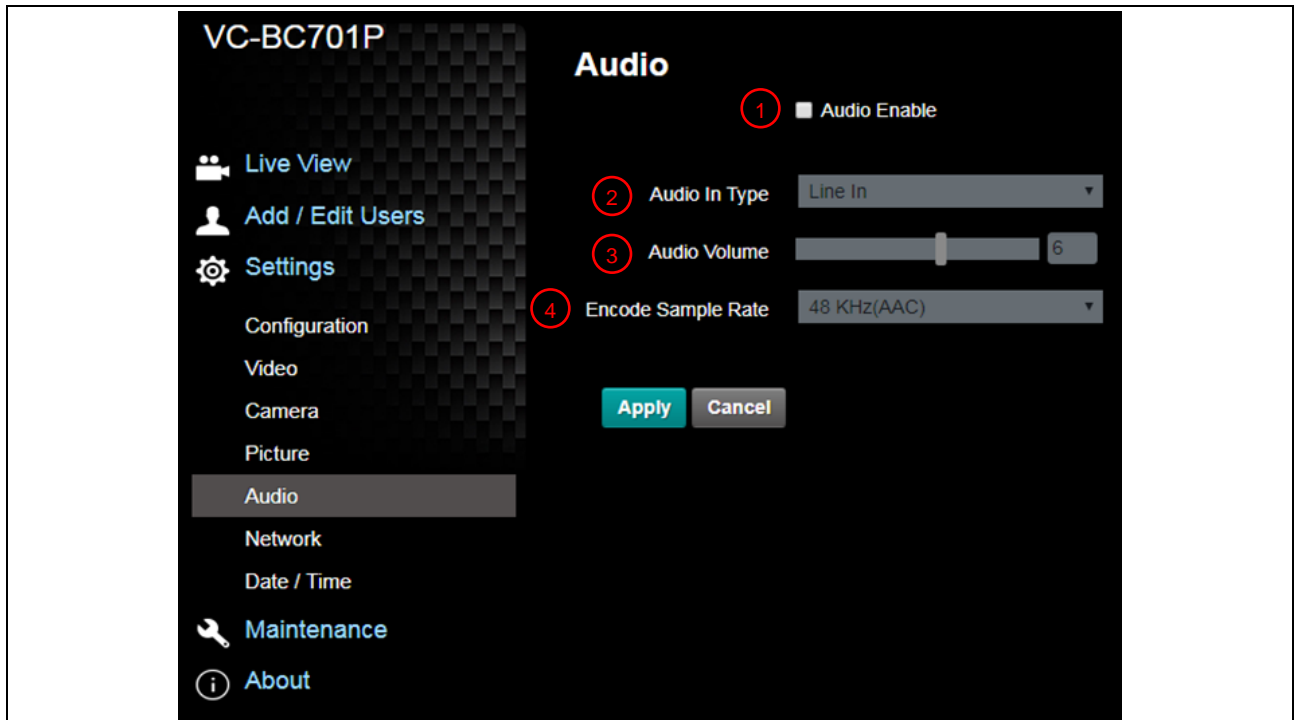 VC-BC701P
Live View
Add / Edit Users
Settings
Configuration
Video
Camera
Picture
Audio
Network
Date / Time
Maintenance
About
Audio
1 Audio Enable
2 Audio In Type Line In
3 Audio Volume 6
4 Encode Sample Rate 48 KHz(AAC)
Apply Cancel